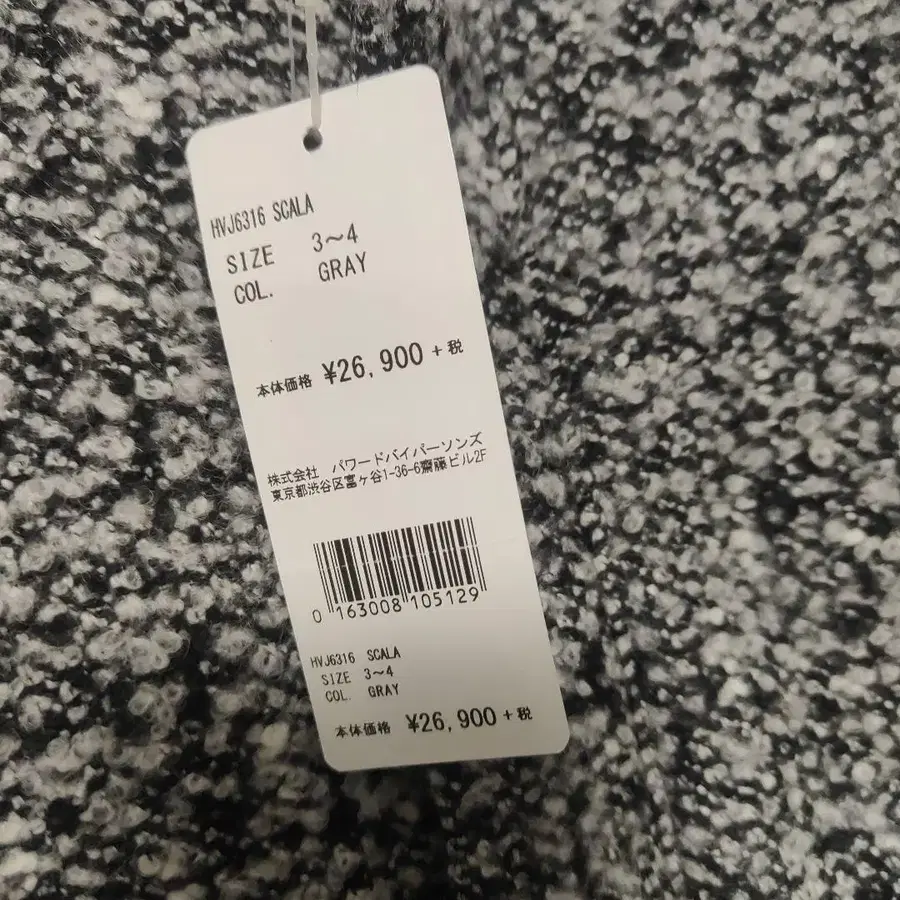 HVJ6316 SCALA
SIZE 3～4
COL. GRAY
本体価格 ¥26,900 +税
株式会社 パワードバイパーソンズ
東京都渋谷区富ヶ谷1-36-6齋藤ビル2F
0 163008 105129
HVJ6316 SCALA
SIZE 3～4
COL. GRAY
本体価格 ¥26,900 +税